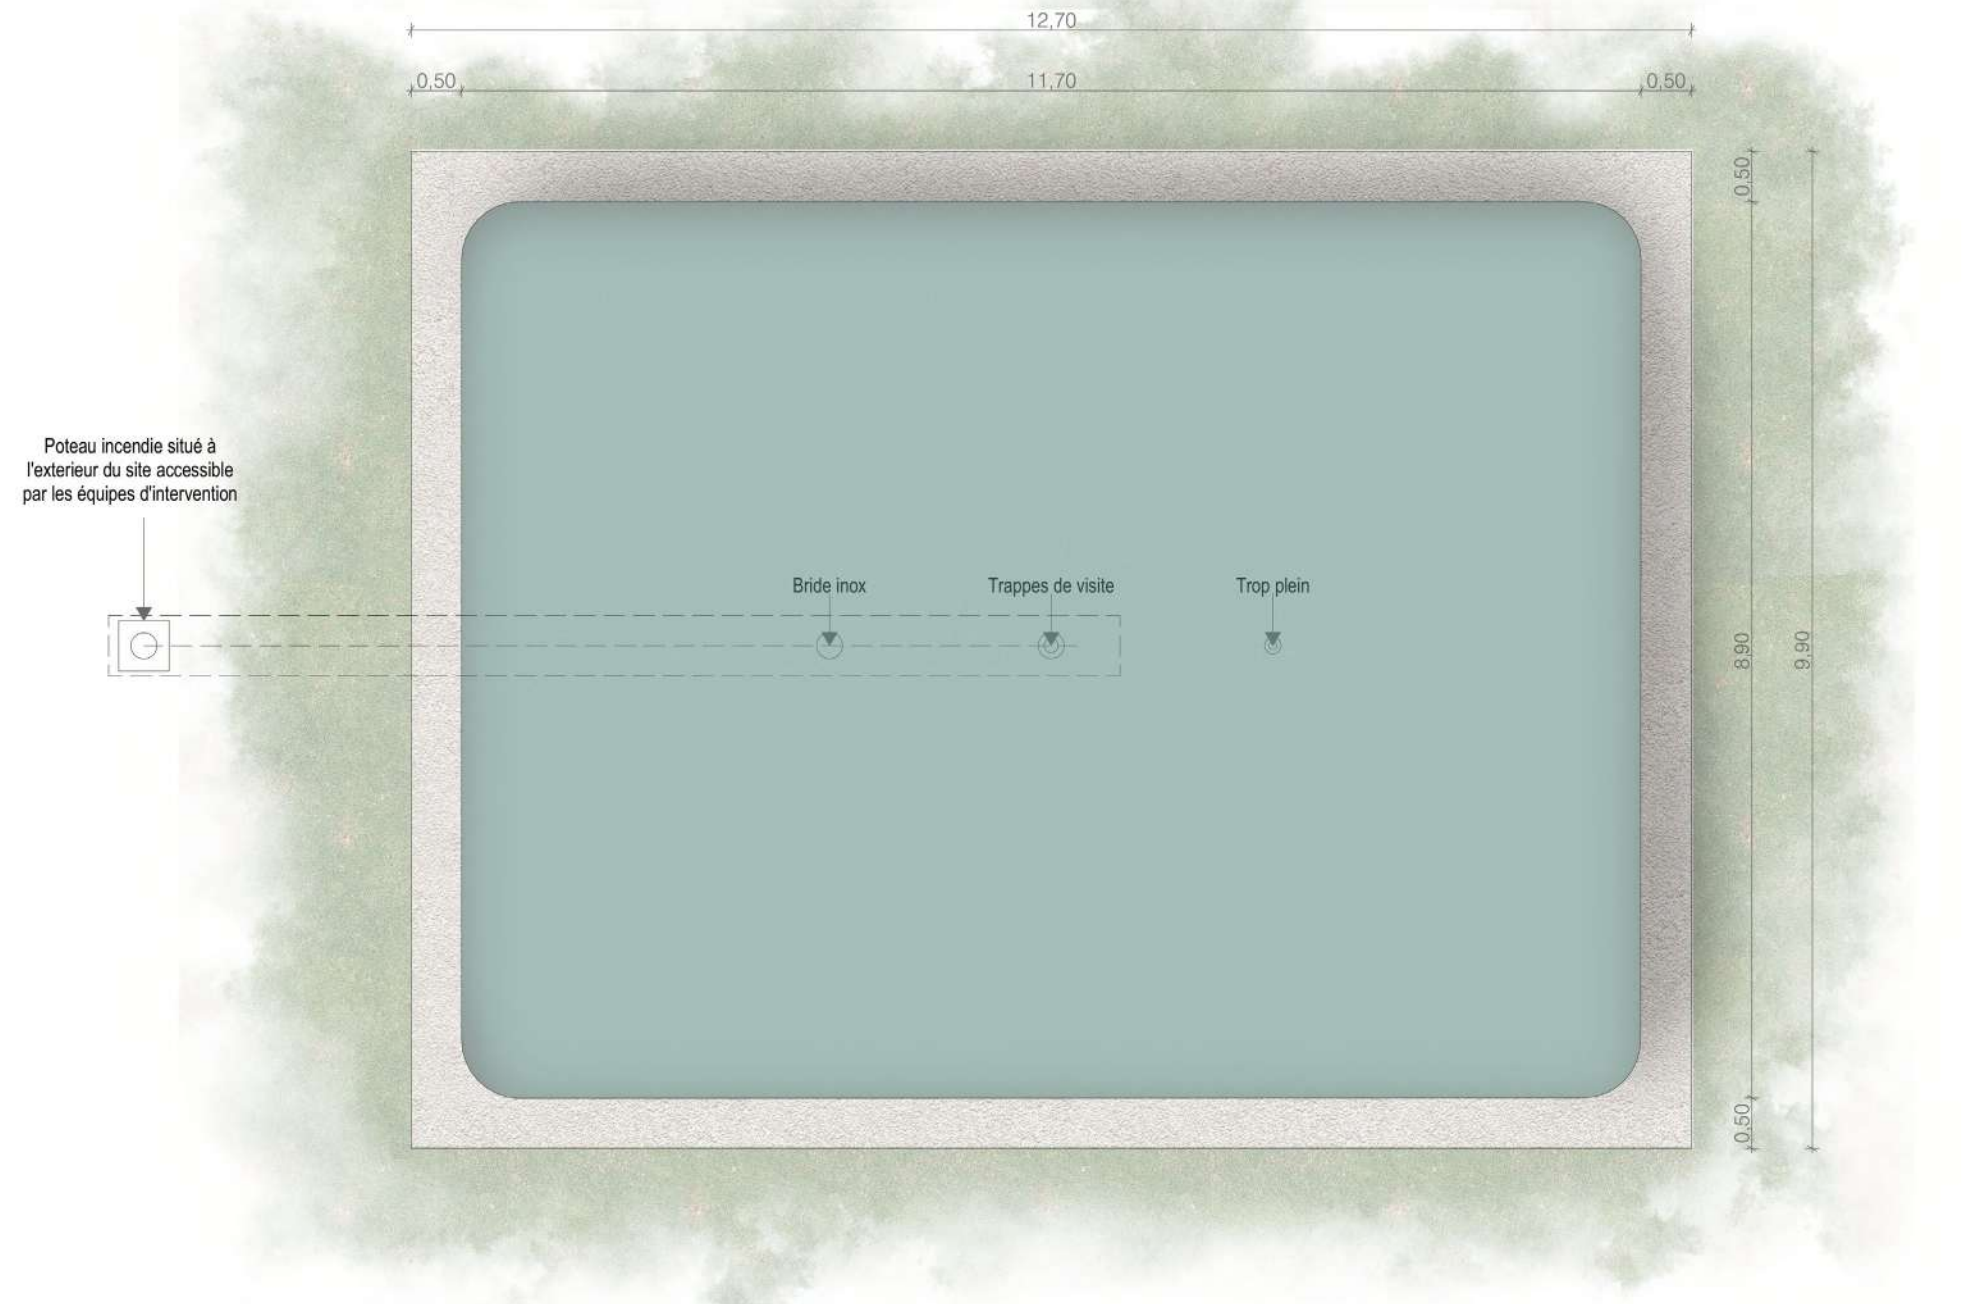 12,70
0,50
11,70
0,50
0,50
Poteau incendie situé à
l'exterieur du site accessible
par les équipes d'intervention
Bride inox
Trappes de visite
Trop plein
8,90
9,90
0,50